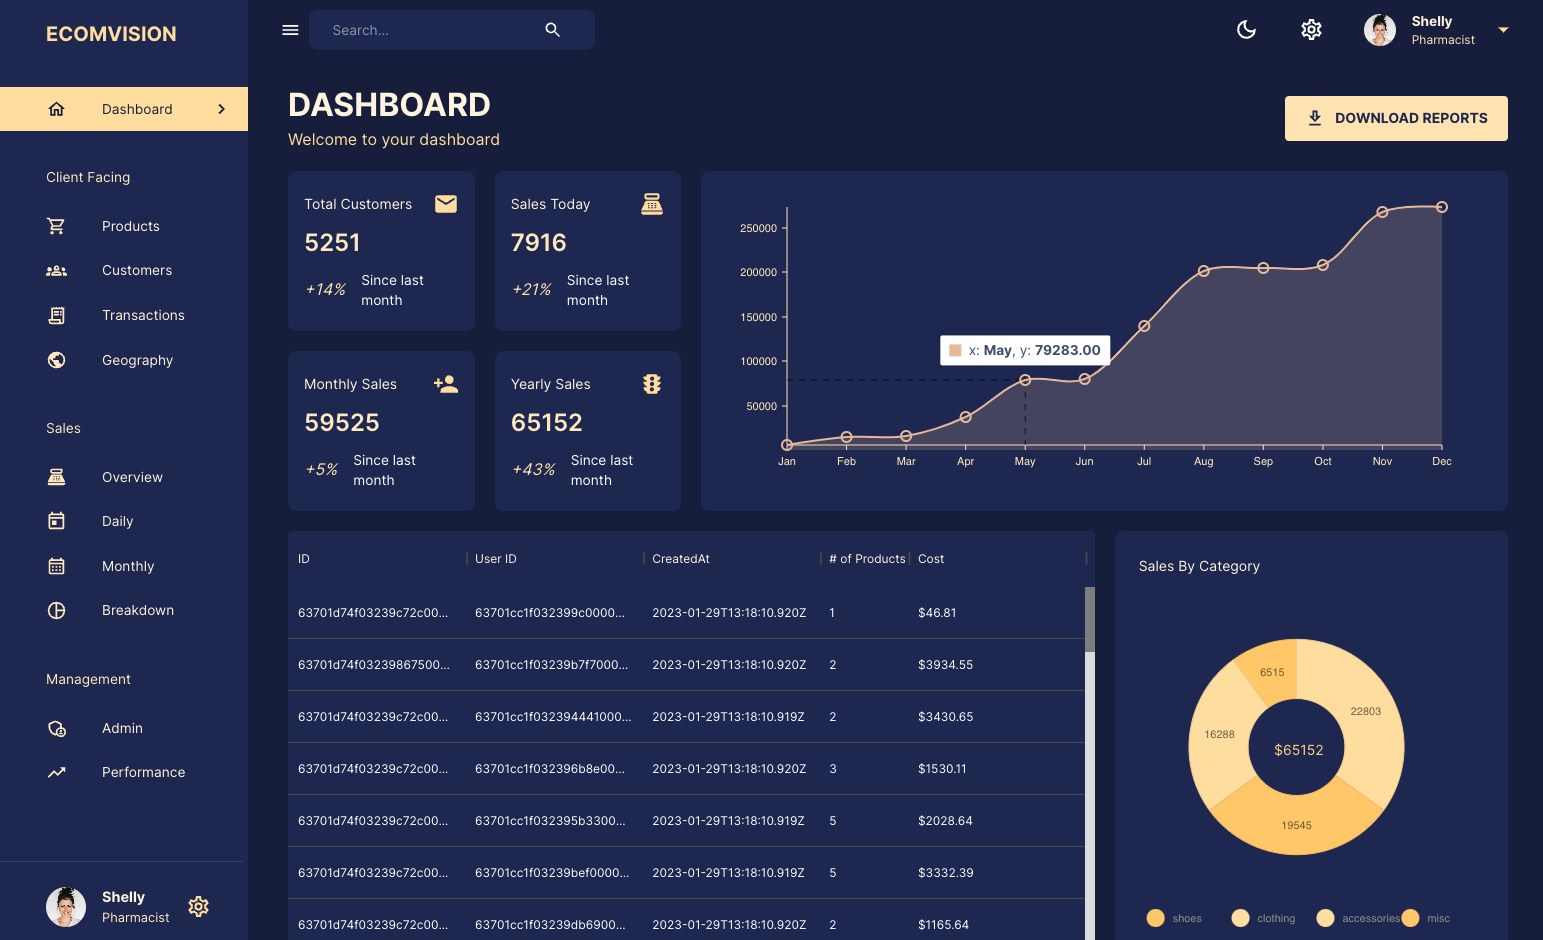 ECOMVISION
Search...
Shelly
Pharmacist
Dashboard
Client Facing
Products
Customers
Transactions
Geography
Sales
Overview
Daily
Monthly
Breakdown
Management
Admin
Performance
Shelly
Pharmacist
DASHBOARD
Welcome to your dashboard
DOWNLOAD REPORTS
Total Customers
5251
+14% Since last
month
Sales Today
7916
+21% Since last
month
Monthly Sales
59525
+5% Since last
month
Yearly Sales
65152
+43% Since last
month
250000
200000
150000
100000
50000
x: May, y: 79283.00
Jan Feb Mar Apr May Jun Jul Aug Sep Oct Nov Dec
ID User ID CreatedAt # of Products Cost
63701d74f03239c72c00... 63701cc1f032399c0000... 2023-01-29T13:18:10.920Z 1 $46.81
63701d74f03239867500... 63701cc1f03239b7f7000... 2023-01-29T13:18:10.920Z 2 $3934.55
63701d74f03239c72c00... 63701cc1f032394441000... 2023-01-29T13:18:10.919Z 2 $3430.65
63701d74f03239c72c00... 63701cc1f032396b8e00... 2023-01-29T13:18:10.920Z 3 $1530.11
63701d74f03239c72c00... 63701cc1f032395b3300... 2023-01-29T13:18:10.919Z 5 $2028.64
63701d74f03239c72c00... 63701cc1f03239bef0000... 2023-01-29T13:18:10.919Z 5 $3332.39
63701d74f03239c72c00... 63701cc1f03239db6900... 2023-01-29T13:18:10.920Z 2 $1165.64
Sales By Category
6515
22803
16288
$65152
19545
shoes clothing accessories misc